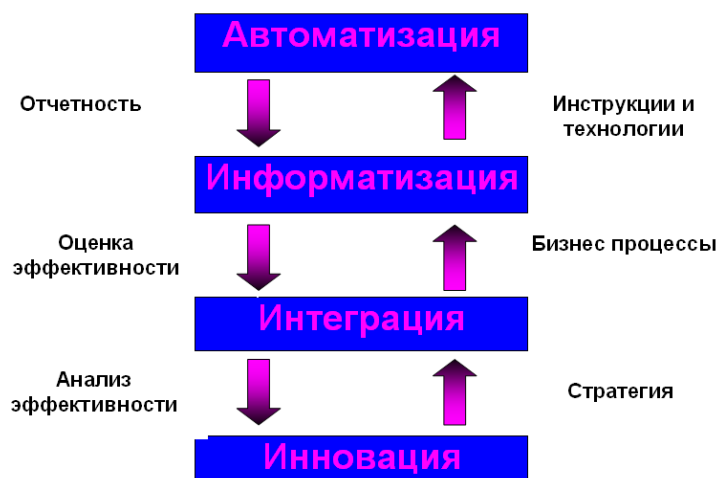 Автоматизация
Отчетность
Инструкции и
технологии
Информатизация
Оценка
эффективности
Бизнес процессы
Интеграция
Анализ
эффективности
Стратегия
Инновация